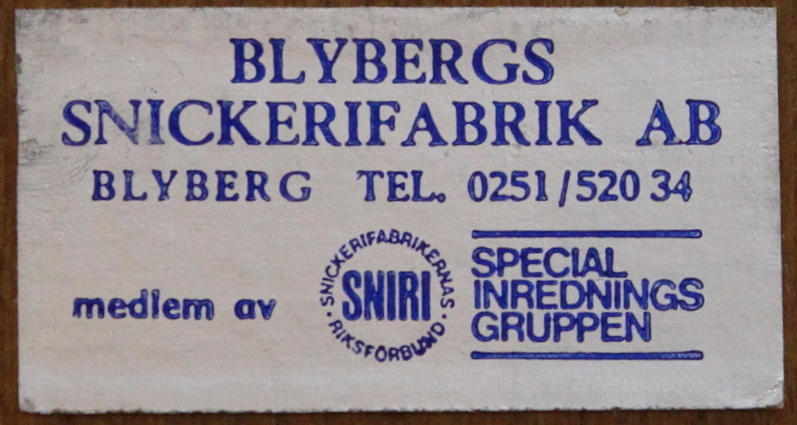 BLYBERGS
SNICKERIFABRIK AB
BLYBERG TEL. 0251/520 34
medlem av
SNICKERIFABRIKERNAS
SNIRI
· RIKSFÖRBUND ·
SPECIAL
INREDNINGS
GRUPPEN